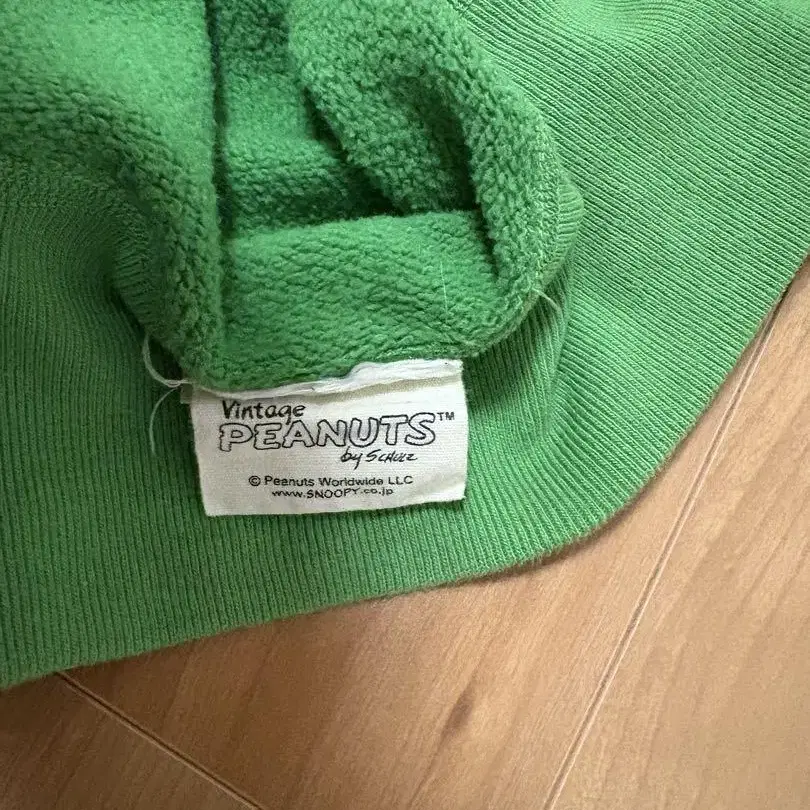 Vintage
PEANUTS™
by SCHULZ
© Peanuts Worldwide LLC
www.SNOOPY.co.jp